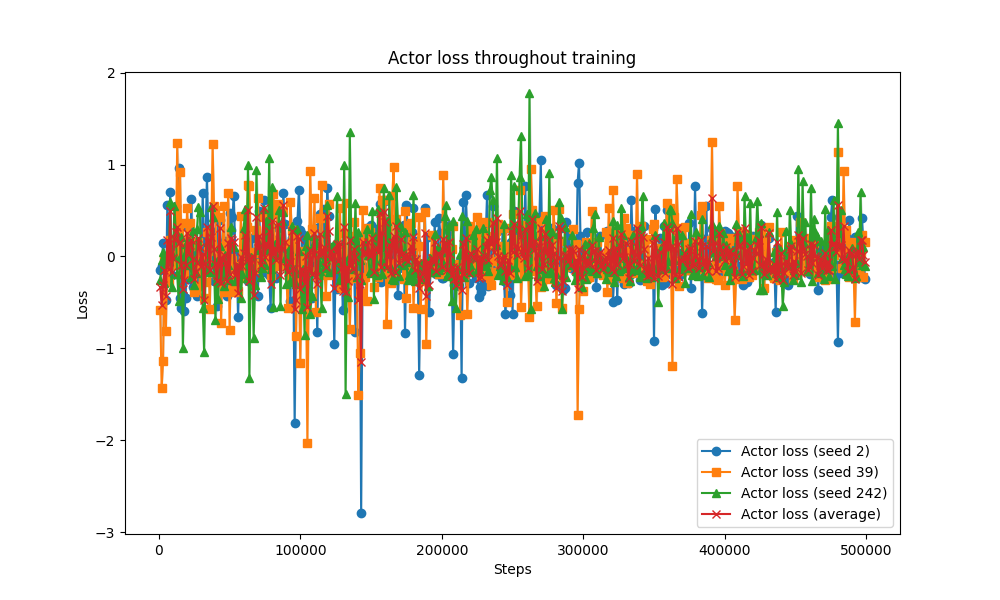 Actor loss throughout training
2
1
0
−1
−2
−3
Loss
0 100000 200000 300000 400000 500000
Steps
Actor loss (seed 2)
Actor loss (seed 39)
Actor loss (seed 242)
Actor loss (average)